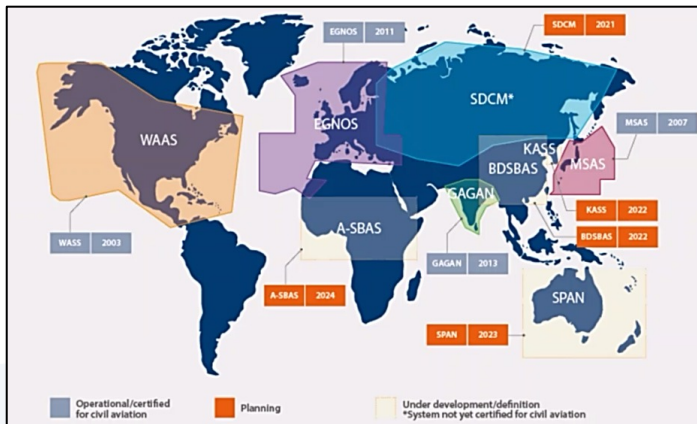 EGNOS 2011
SDCM 2021
SDCM*
EGNOS
WAAS
MSAS 2007
KASS
MSAS
BDSBAS
GAGAN
A-SBAS
KASS 2022
BDSBAS 2022
WASS 2003
GAGAN 2013
A-SBAS 2024
SPAN
SPAN 2023
Operational/certified
for civil aviation
Planning
Under development/definition
*System not yet certified for civil aviation